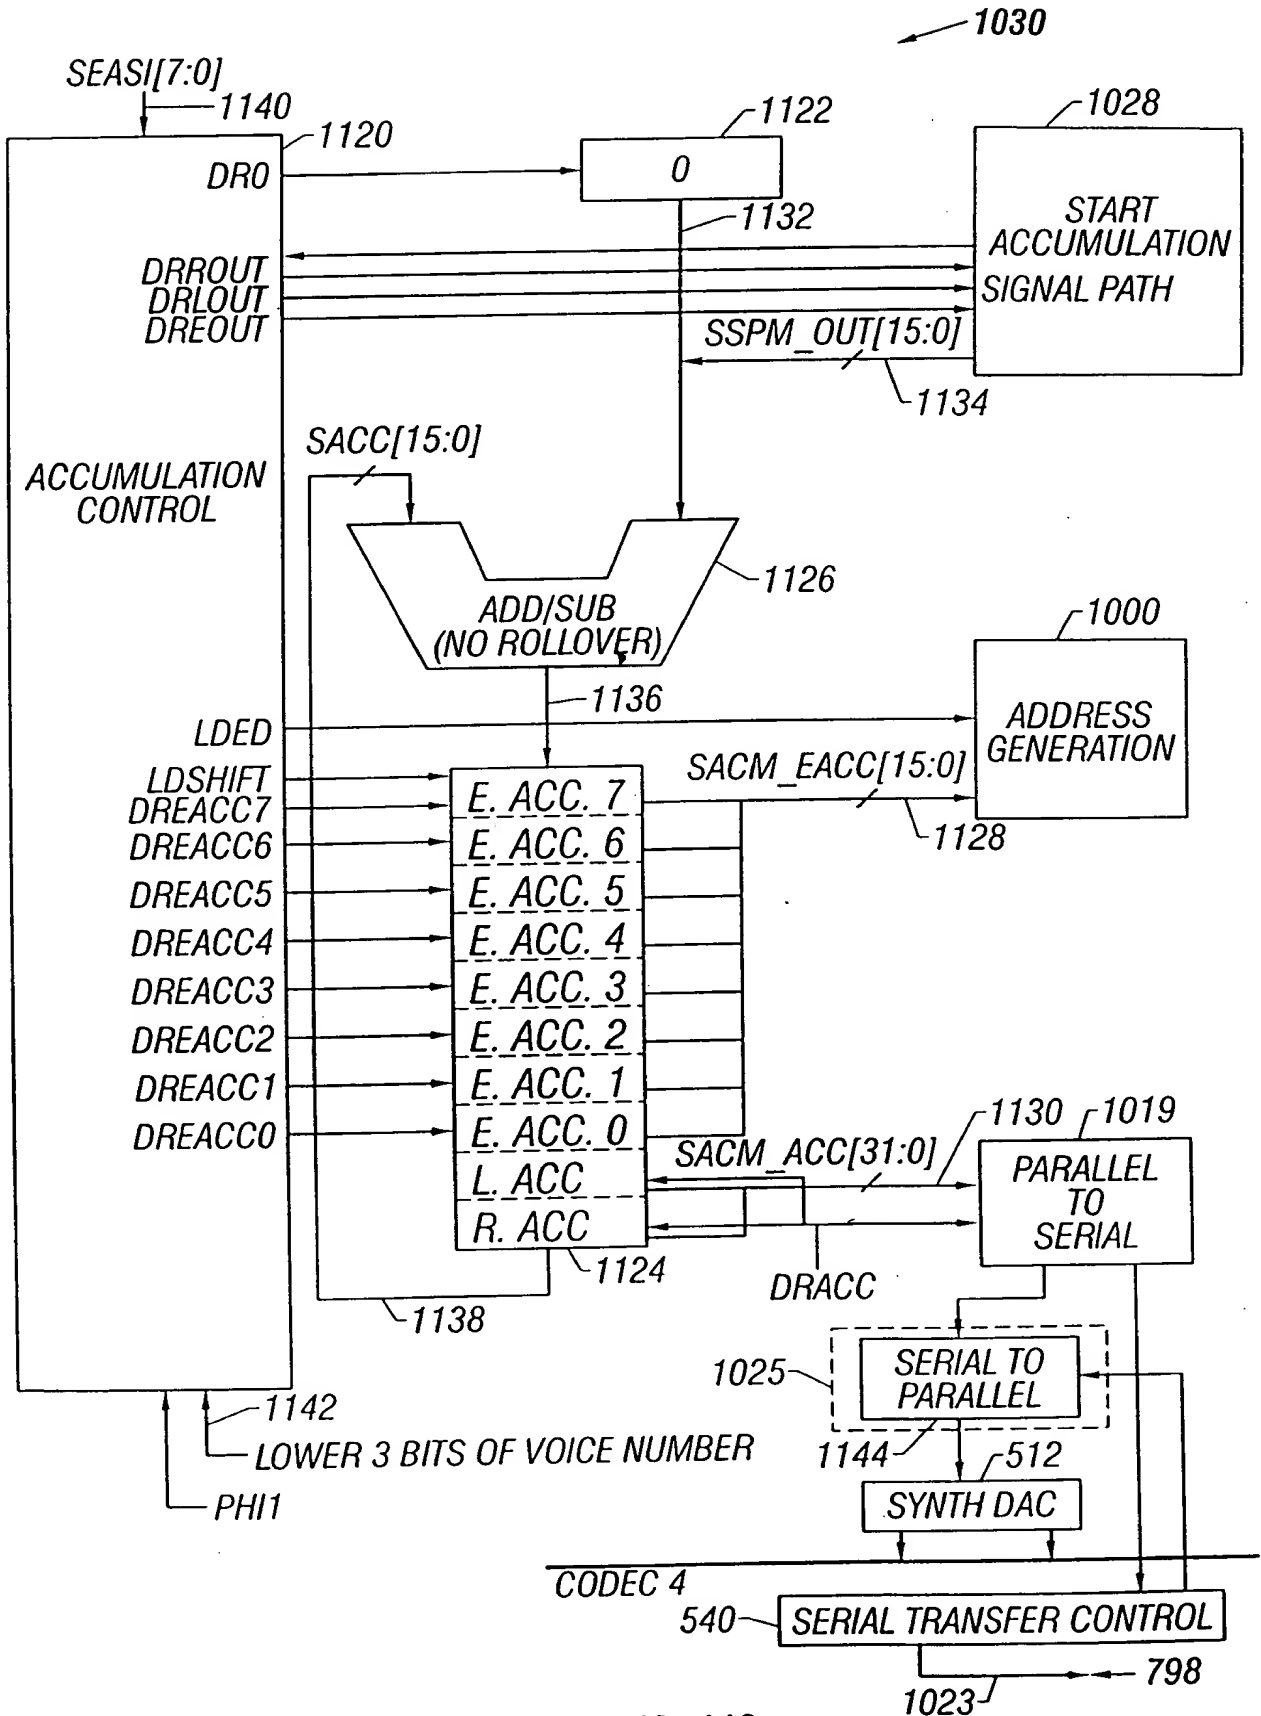 1030
SEASI[7:0]
1140
1120
1122
1028
DR0
0
1132
START
ACCUMULATION
SIGNAL PATH
DRROUT
DRLOUT
DREOUT
SSPM_OUT[15:0]
1134
SACC[15:0]
ACCUMULATION
CONTROL
1126
ADD/SUB
(NO ROLLOVER)
1000
1136
ADDRESS
GENERATION
LDED
LDSHIFT
SACM_EACC[15:0]
DREACC7
E. ACC. 7
1128
DREACC6
E. ACC. 6
DREACC5
E. ACC. 5
DREACC4
E. ACC. 4
DREACC3
E. ACC. 3
DREACC2
E. ACC. 2
DREACC1
E. ACC. 1
DREACC0
E. ACC. 0
1130
1019
SACM_ACC[31:0]
L. ACC
R. ACC
PARALLEL
TO
SERIAL
1124
DRACC
1138
1025
SERIAL TO
PARALLEL
1142
LOWER 3 BITS OF VOICE NUMBER
1144
512
PHI1
SYNTH DAC
CODEC 4
540
SERIAL TRANSFER CONTROL
798
1023